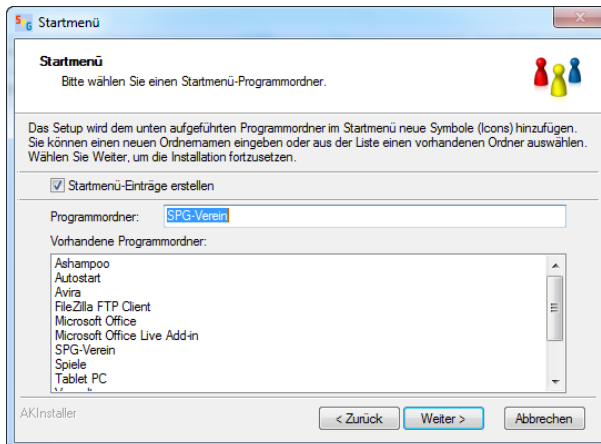 Startmenü
Startmenü
Bitte wählen Sie einen Startmenü-Programmordner.
Das Setup wird dem unten aufgeführten Programmordner im Startmenü neue Symbole (Icons) hinzufügen.
Sie können einen neuen Ordnernamen eingeben oder aus der Liste einen vorhandenen Ordner auswählen.
Wählen Sie Weiter, um die Installation fortzusetzen.
Startmenü-Einträge erstellen
Programmordner: SPG-Verein
Vorhandene Programmordner:
Ashampoo
Autostart
Avira
FileZilla FTP Client
Microsoft Office
Microsoft Office Live Add-in
SPG-Verein
Spiele
Tablet PC
AKInstaller
< Zurück Weiter > Abbrechen